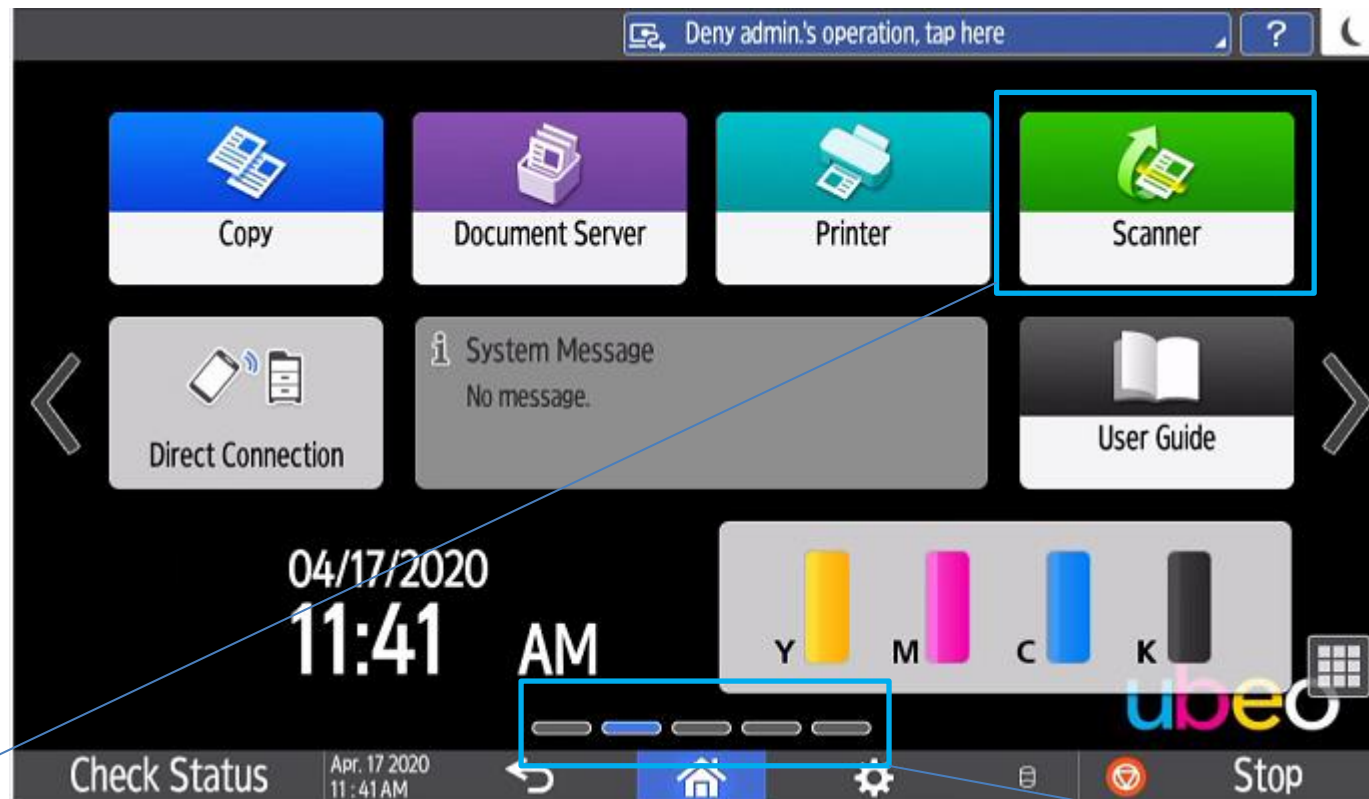 Deny admin.'s operation, tap here
?
Copy
Document Server
Printer
Scanner
Direct Connection
System Message
No message.
User Guide
04/17/2020
11:41 AM
Y M C K
ubeo
Check Status
Apr. 17 2020
11:41 AM
Stop